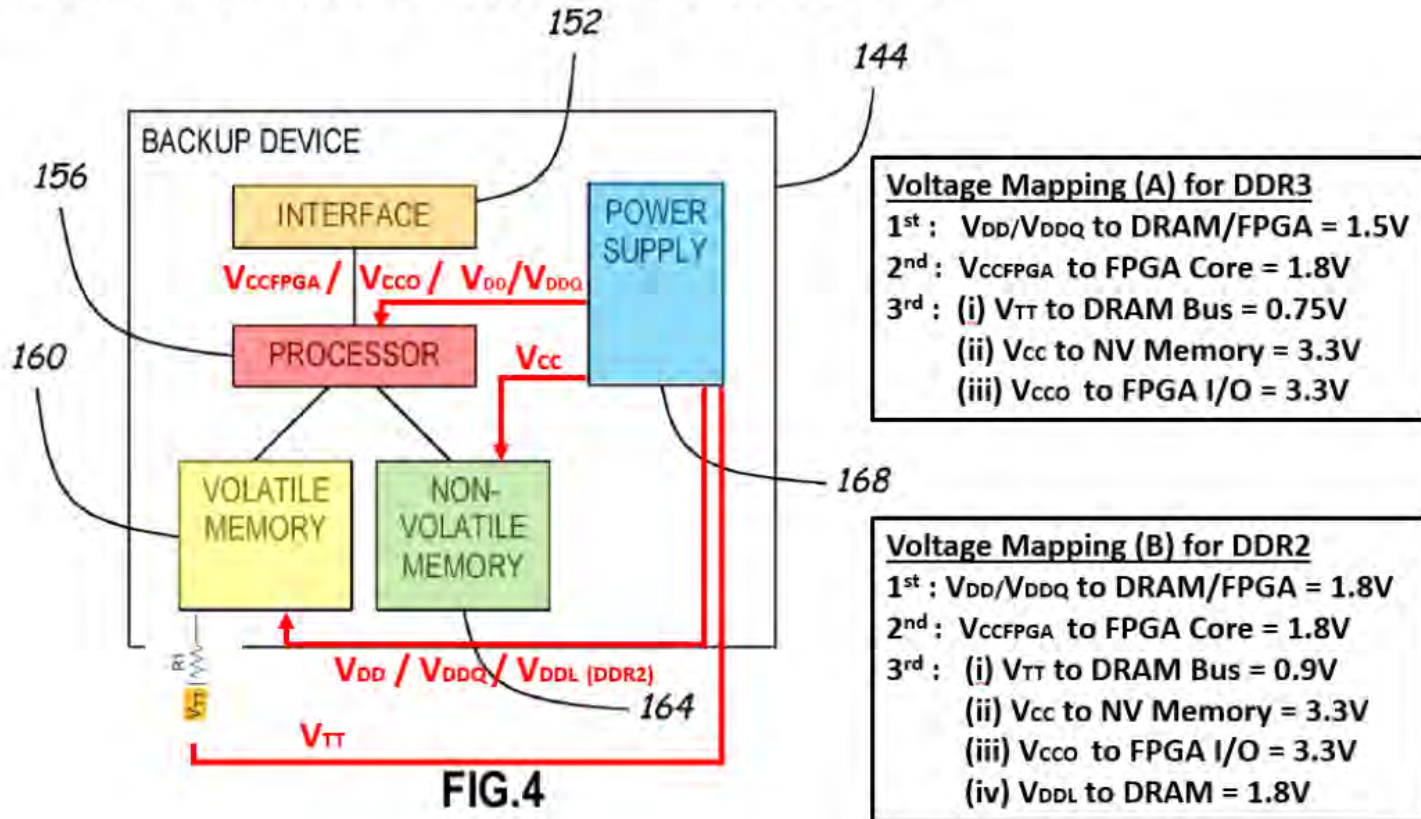 152
144
BACKUP DEVICE
156
INTERFACE
POWER
SUPPLY
VCCFPGA / VCCO / VDD/VDDQ
160
PROCESSOR
VCC
VOLATILE
MEMORY
NON-
VOLATILE
MEMORY
168
R1
VTT
VDD / VDDQ / VDDL (DDR2)
164
VTT
FIG.4
Voltage Mapping (A) for DDR3
1st : VDD/VDDQ to DRAM/FPGA = 1.5V
2nd : VCCFPGA to FPGA Core = 1.8V
3rd : (i) VTT to DRAM Bus = 0.75V
(ii) Vcc to NV Memory = 3.3V
(iii) Vcco to FPGA I/O = 3.3V
Voltage Mapping (B) for DDR2
1st : VDD/VDDQ to DRAM/FPGA = 1.8V
2nd : VCCFPGA to FPGA Core = 1.8V
3rd : (i) VTT to DRAM Bus = 0.9V
(ii) Vcc to NV Memory = 3.3V
(iii) Vcco to FPGA I/O = 3.3V
(iv) VDDL to DRAM = 1.8V